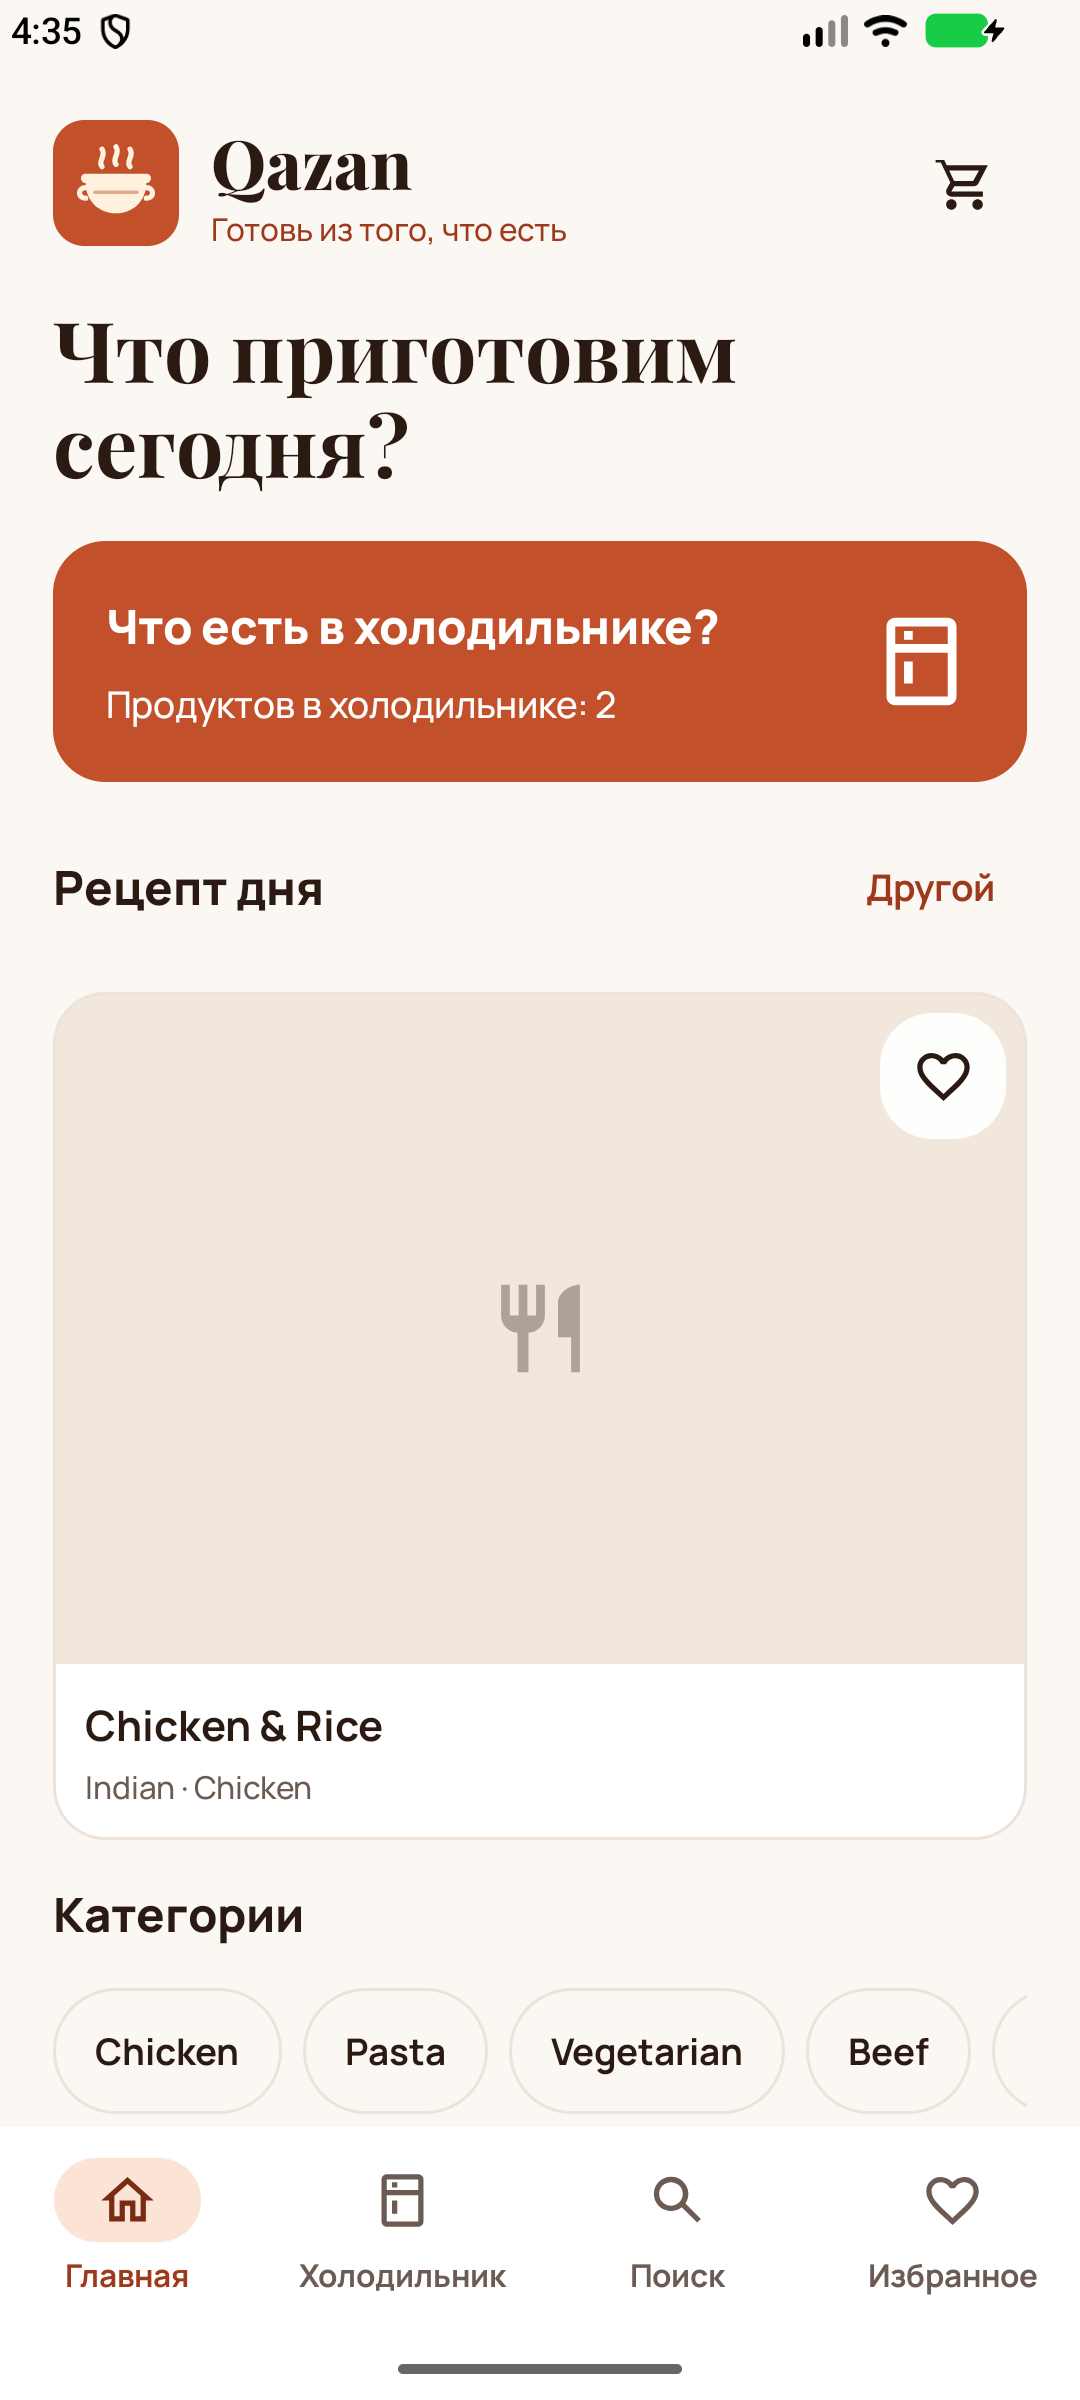 4:35
Qazan
Готовь из того, что есть
Что приготовим
сегодня?
Что есть в холодильнике?
Продуктов в холодильнике: 2
Рецепт дня
Другой
Chicken & Rice
Indian · Chicken
Категории
Chicken
Pasta
Vegetarian
Beef
Главная
Холодильник
Поиск
Избранное